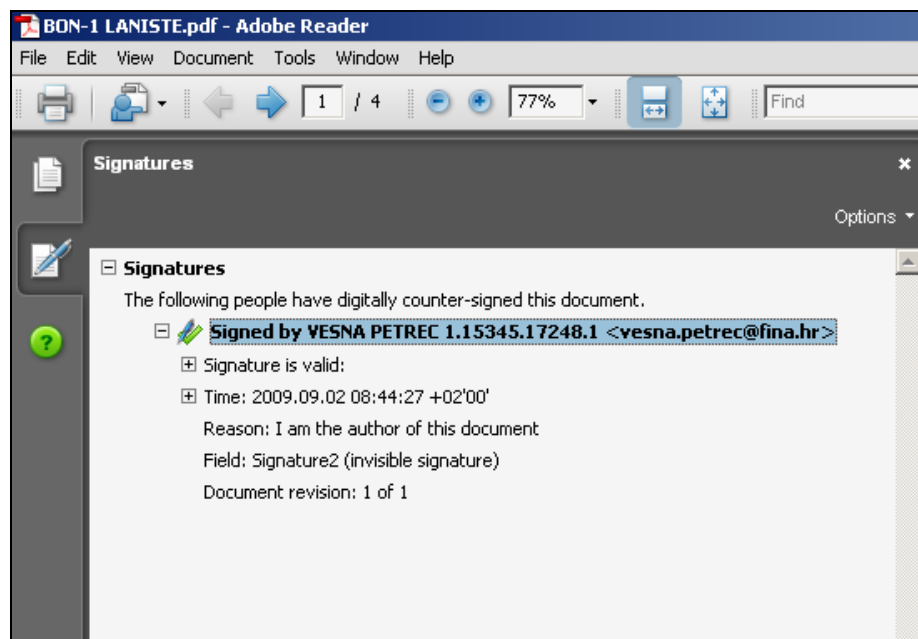 BON-1 LANISTE.pdf - Adobe Reader
File Edit View Document Tools Window Help
1 / 4 77% Find
Signatures
Options
Signatures
The following people have digitally counter-signed this document.
Signed by VESNA PETREC 1.15345.17248.1 <vesna.petrec@fina.hr>
Signature is valid:
Time: 2009.09.02 08:44:27 +02'00'
Reason: I am the author of this document
Field: Signature2 (invisible signature)
Document revision: 1 of 1